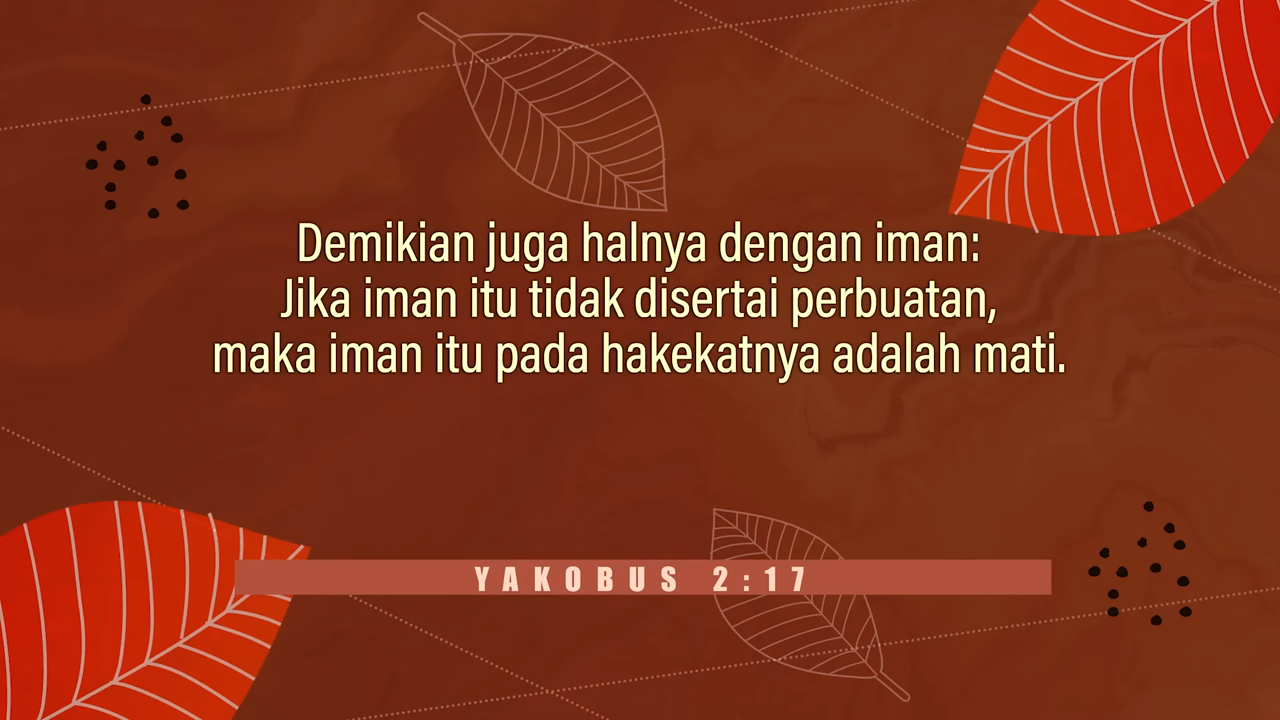 Demikian juga halnya dengan iman:
Jika iman itu tidak disertai perbuatan,
maka iman itu pada hakekatnya adalah mati.
YAKOBUS 2:17